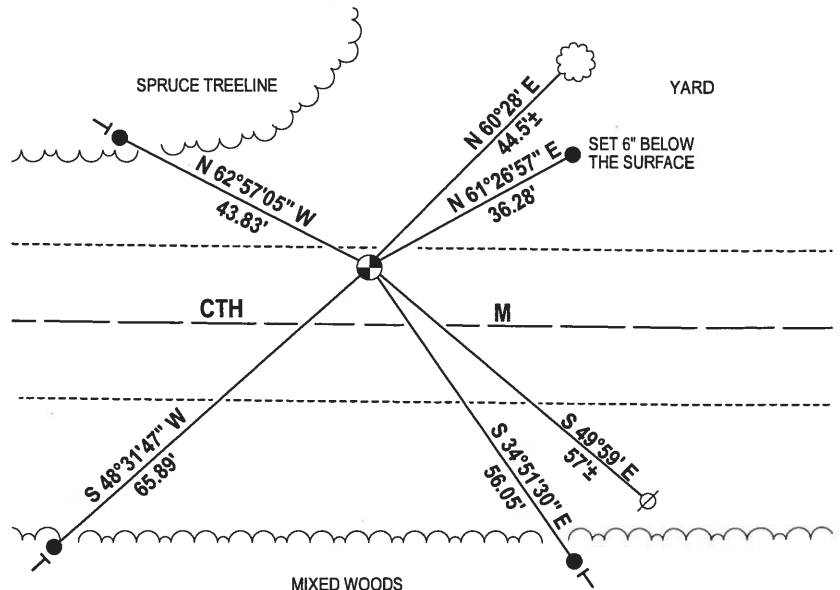 SPRUCE TREELINE
YARD
N 60°28' E
44.5'±
SET 6" BELOW
THE SURFACE
N 61°26'57" E
36.28'
N 62°57'05" W
43.83'
CTH
M
S 48°31'47" W
65.89'
S 34°51'30" E
56.05'
S 49°59' E
57'±
MIXED WOODS